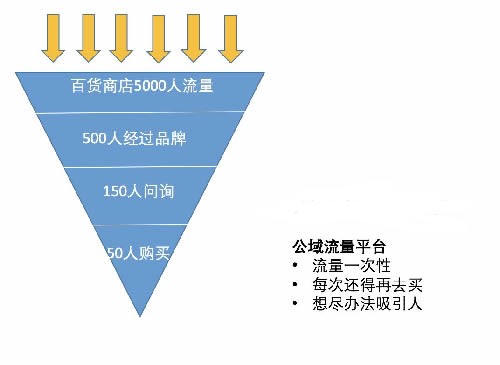 百货商店5000人流量
500人经过品牌
150人问询
50人购买
公域流量平台
• 流量一次性
• 每次还得再去买
• 想尽办法吸引人